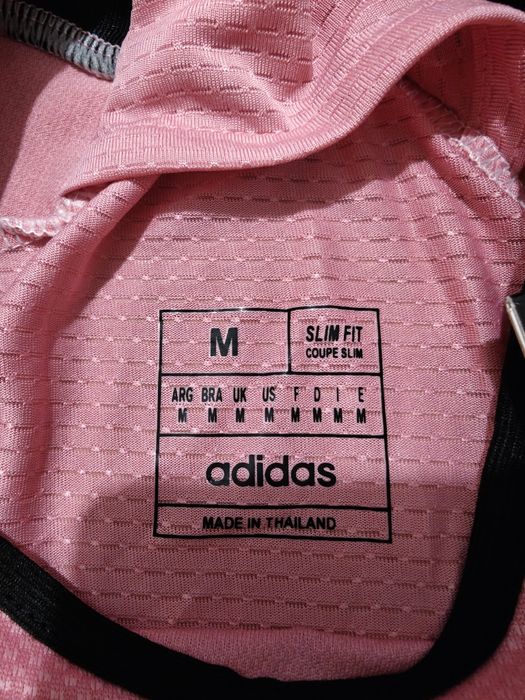 M
SLIM FIT
COUPE SLIM
ARG BRA UK US F D I E
M M M M M M M M
adidas
MADE IN THAILAND